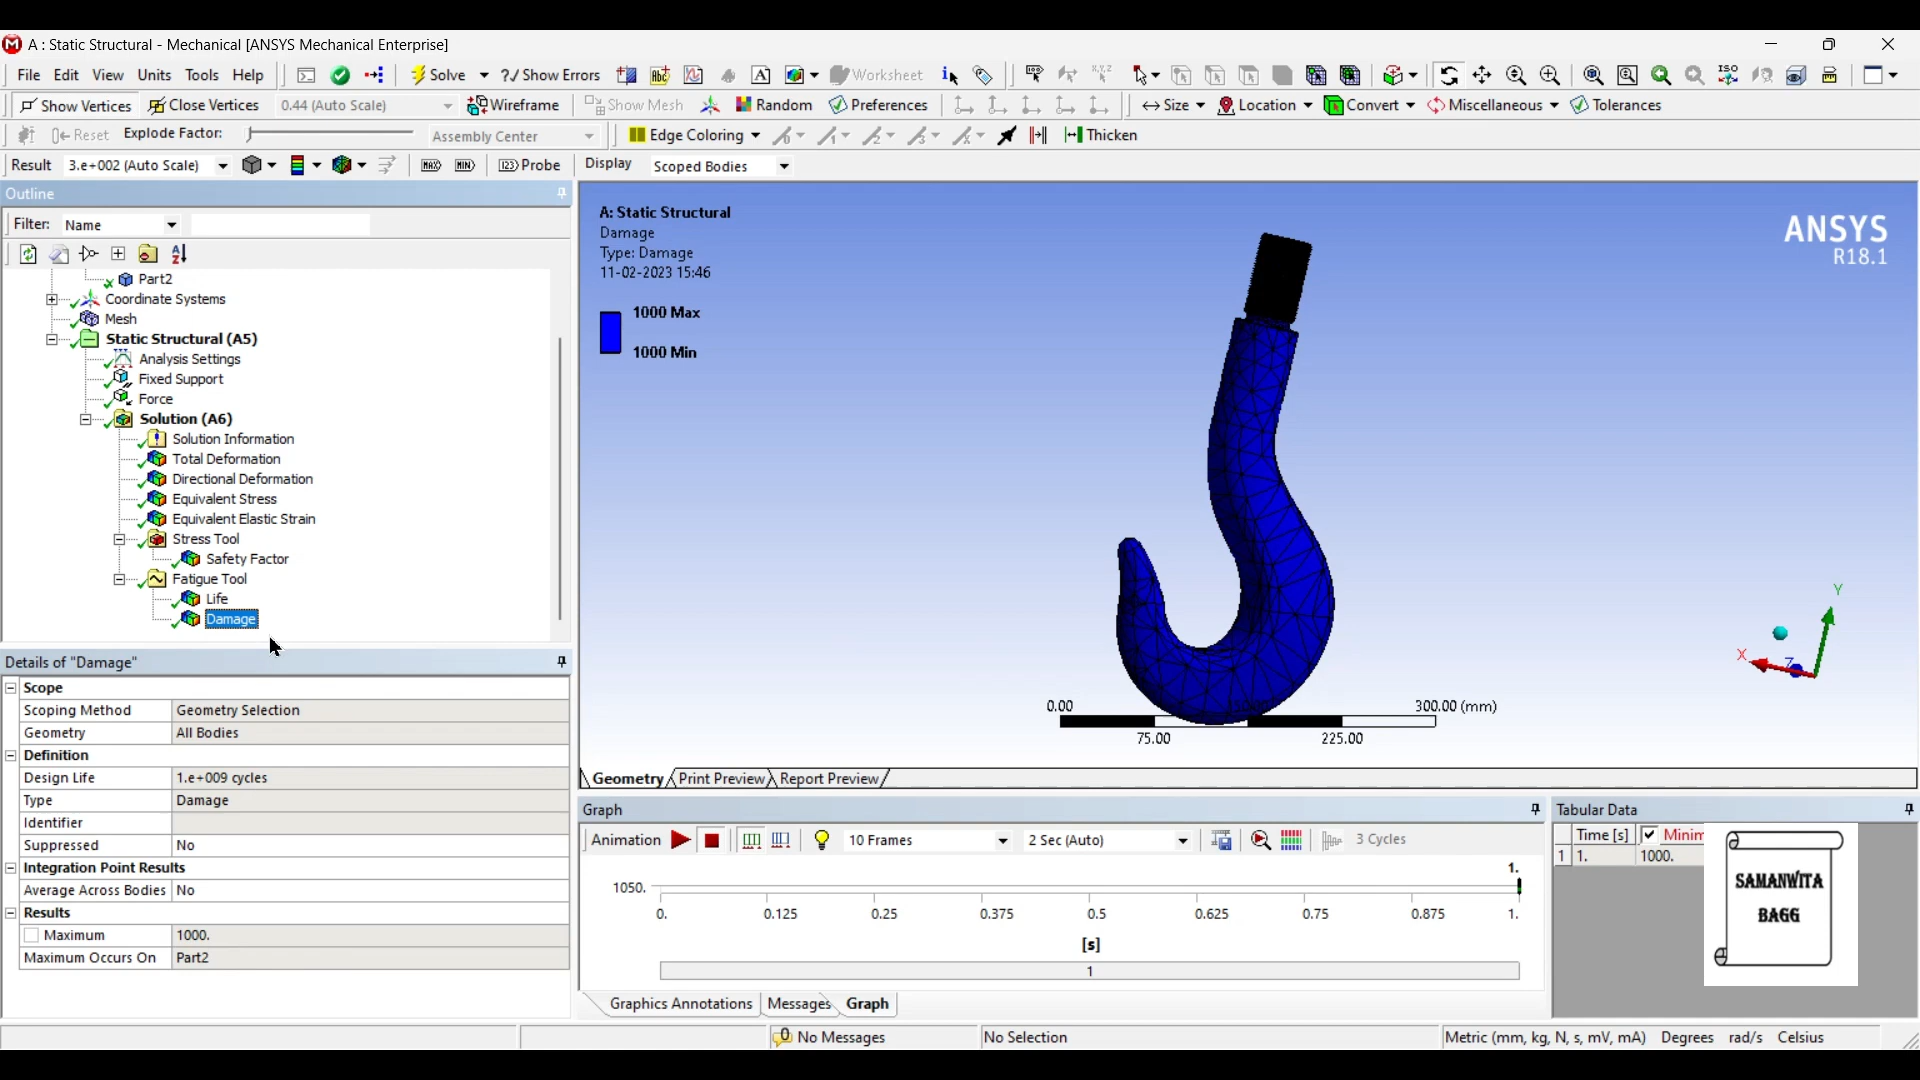 A : Static Structural - Mechanical [ANSYS Mechanical Enterprise]
File Edit View Units Tools Help Solve ?/ Show Errors Worksheet
Show Vertices Close Vertices 0.44 (Auto Scale) Wireframe Show Mesh Random Preferences Size Location Convert Miscellaneous Tolerances
Reset Explode Factor: Assembly Center Edge Coloring Thicken
Result 3.e+002 (Auto Scale) MAX MIN Probe Display Scoped Bodies
Outline
Filter: Name
Part2
Coordinate Systems
Mesh
Static Structural (A5)
Analysis Settings
Fixed Support
Force
Solution (A6)
Solution Information
Total Deformation
Directional Deformation
Equivalent Stress
Equivalent Elastic Strain
Stress Tool
Safety Factor
Fatigue Tool
Life
Damage
Details of "Damage"
Scope
Scoping Method Geometry Selection
Geometry All Bodies
Definition
Design Life 1.e+009 cycles
Type Damage
Identifier
Suppressed No
Integration Point Results
Average Across Bodies No
Results
Maximum 1000.
Maximum Occurs On Part2
A: Static Structural
Damage
Type: Damage
11-02-2023 15:46
1000 Max
1000 Min
ANSYS
R18.1
Y
X
Z
0.00 300.00 (mm)
75.00 225.00
Geometry Print Preview Report Preview
Graph
Animation 10 Frames 2 Sec (Auto) 3 Cycles
1.
1050.
0. 0.125 0.25 0.375 0.5 0.625 0.75 0.875 1.
[s]
1
Graphics Annotations Messages Graph
Tabular Data
Time [s] Minim
1 1. 1000.
SAMANWITA
BAGG
No Messages No Selection Metric (mm, kg, N, s, mV, mA) Degrees rad/s Celsius